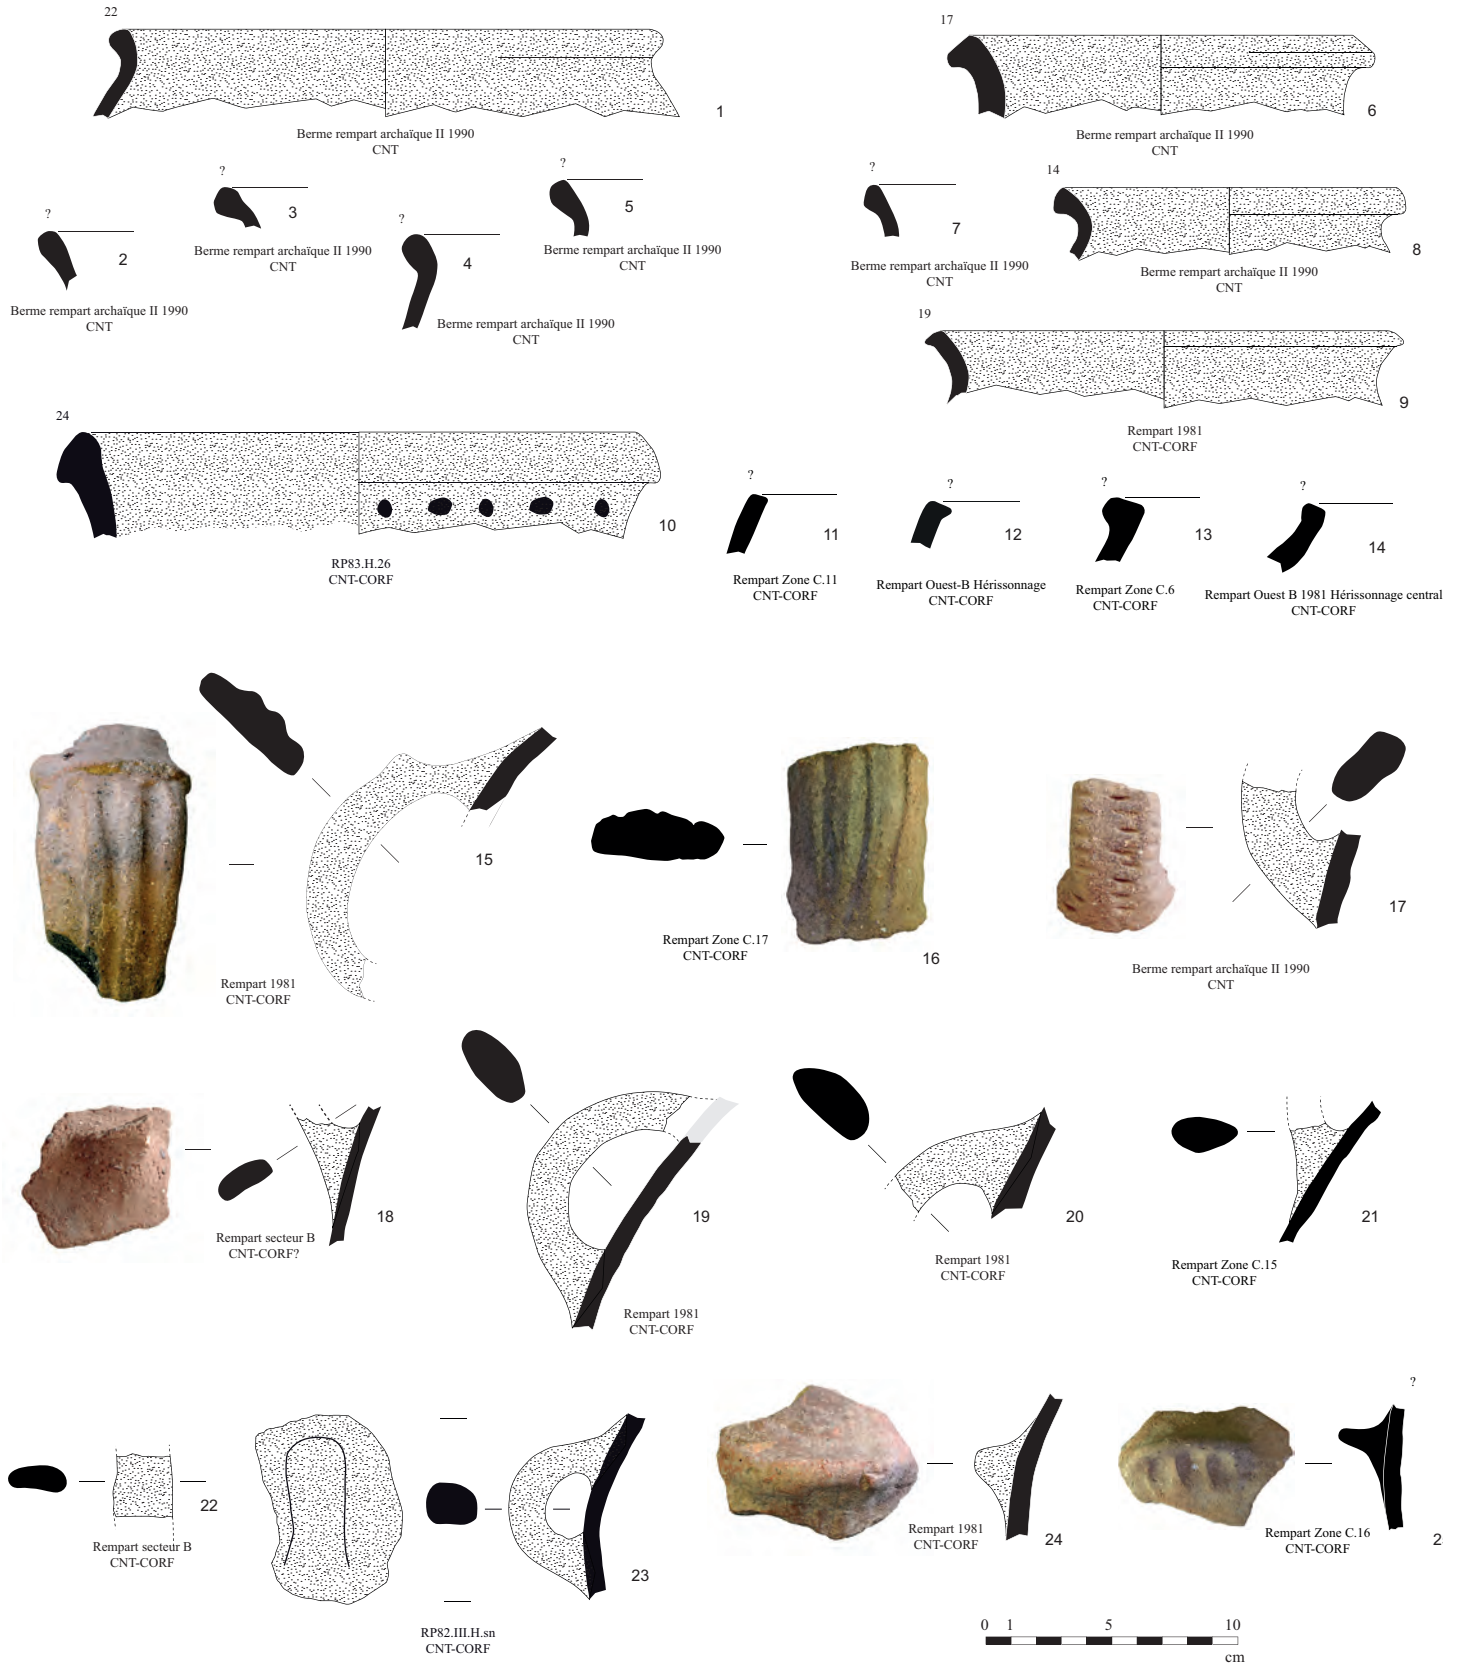 22
1
Berme rempart archaïque II 1990
CNT
17
6
Berme rempart archaïque II 1990
CNT
?
2
Berme rempart archaïque II 1990
CNT
?
3
Berme rempart archaïque II 1990
CNT
?
4
Berme rempart archaïque II 1990
CNT
?
5
Berme rempart archaïque II 1990
CNT
?
7
Berme rempart archaïque II 1990
CNT
14
8
Berme rempart archaïque II 1990
CNT
19
9
Rempart 1981
CNT-CORF
24
10
RP83.H.26
CNT-CORF
?
11
Rempart Zone C.11
CNT-CORF
?
12
Rempart Ouest-B Hérissonnage
CNT-CORF
?
13
Rempart Zone C.6
CNT-CORF
?
14
Rempart Ouest B 1981 Hérissonnage central
CNT-CORF
15
Rempart 1981
CNT-CORF
16
Rempart Zone C.17
CNT-CORF
17
Berme rempart archaïque II 1990
CNT
18
Rempart secteur B
CNT-CORF?
19
Rempart 1981
CNT-CORF
20
Rempart 1981
CNT-CORF
21
Rempart Zone C.15
CNT-CORF
22
Rempart secteur B
CNT-CORF
23
RP82.III.H.sn
CNT-CORF
24
Rempart 1981
CNT-CORF
?
Rempart Zone C.16
CNT-CORF
0 1 5 10
cm